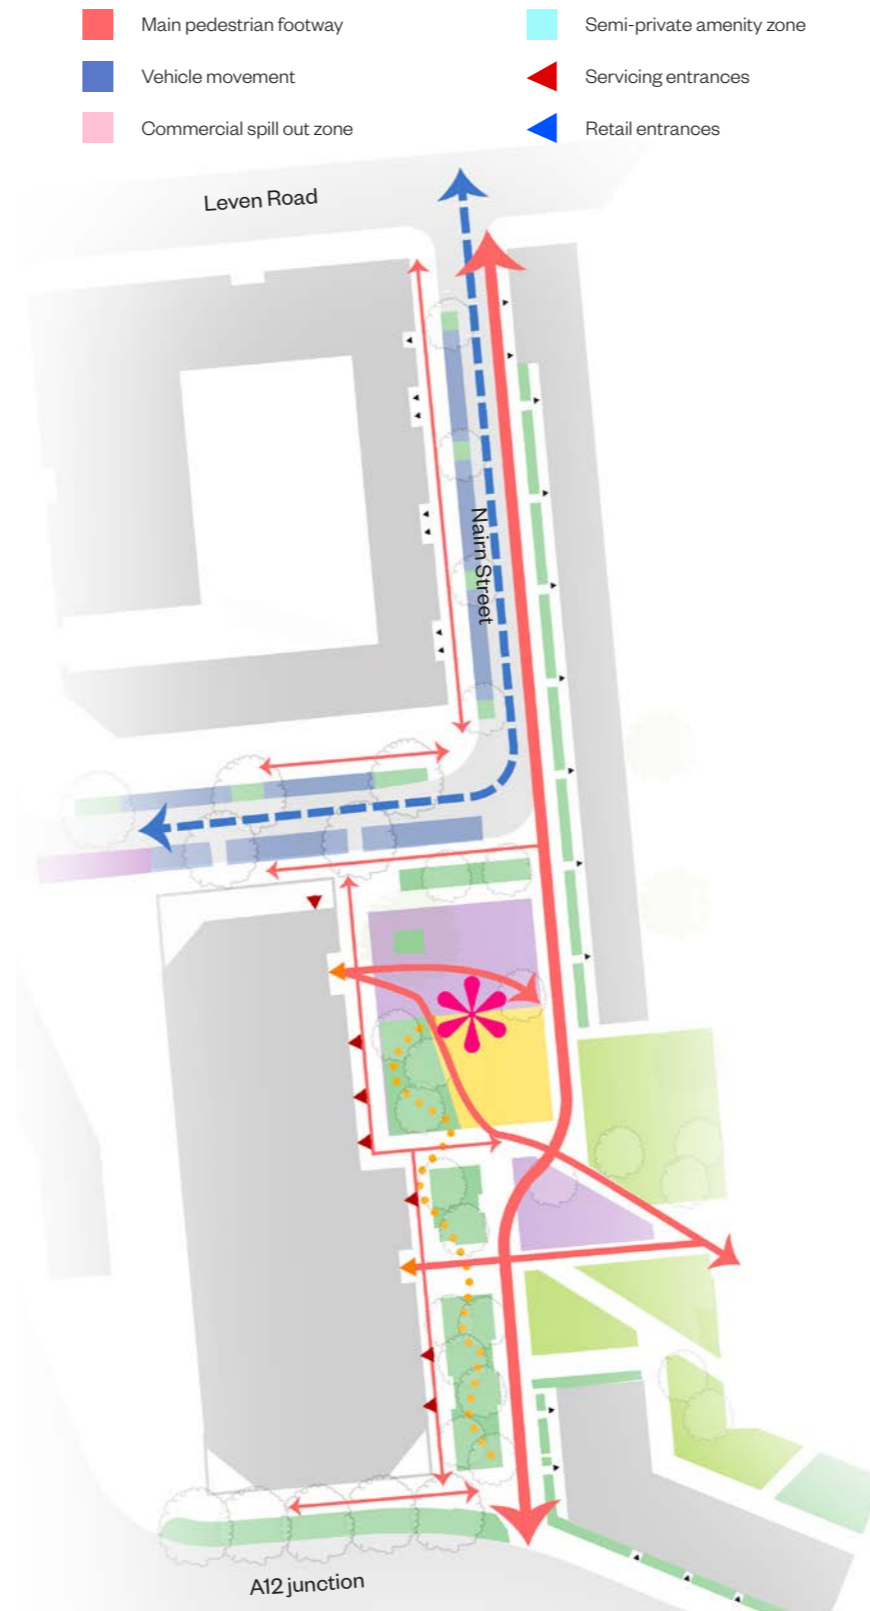 Main pedestrian footway
Semi-private amenity zone
Vehicle movement
Servicing entrances
Commercial spill out zone
Retail entrances
Leven Road
Nairn Street
A12 junction